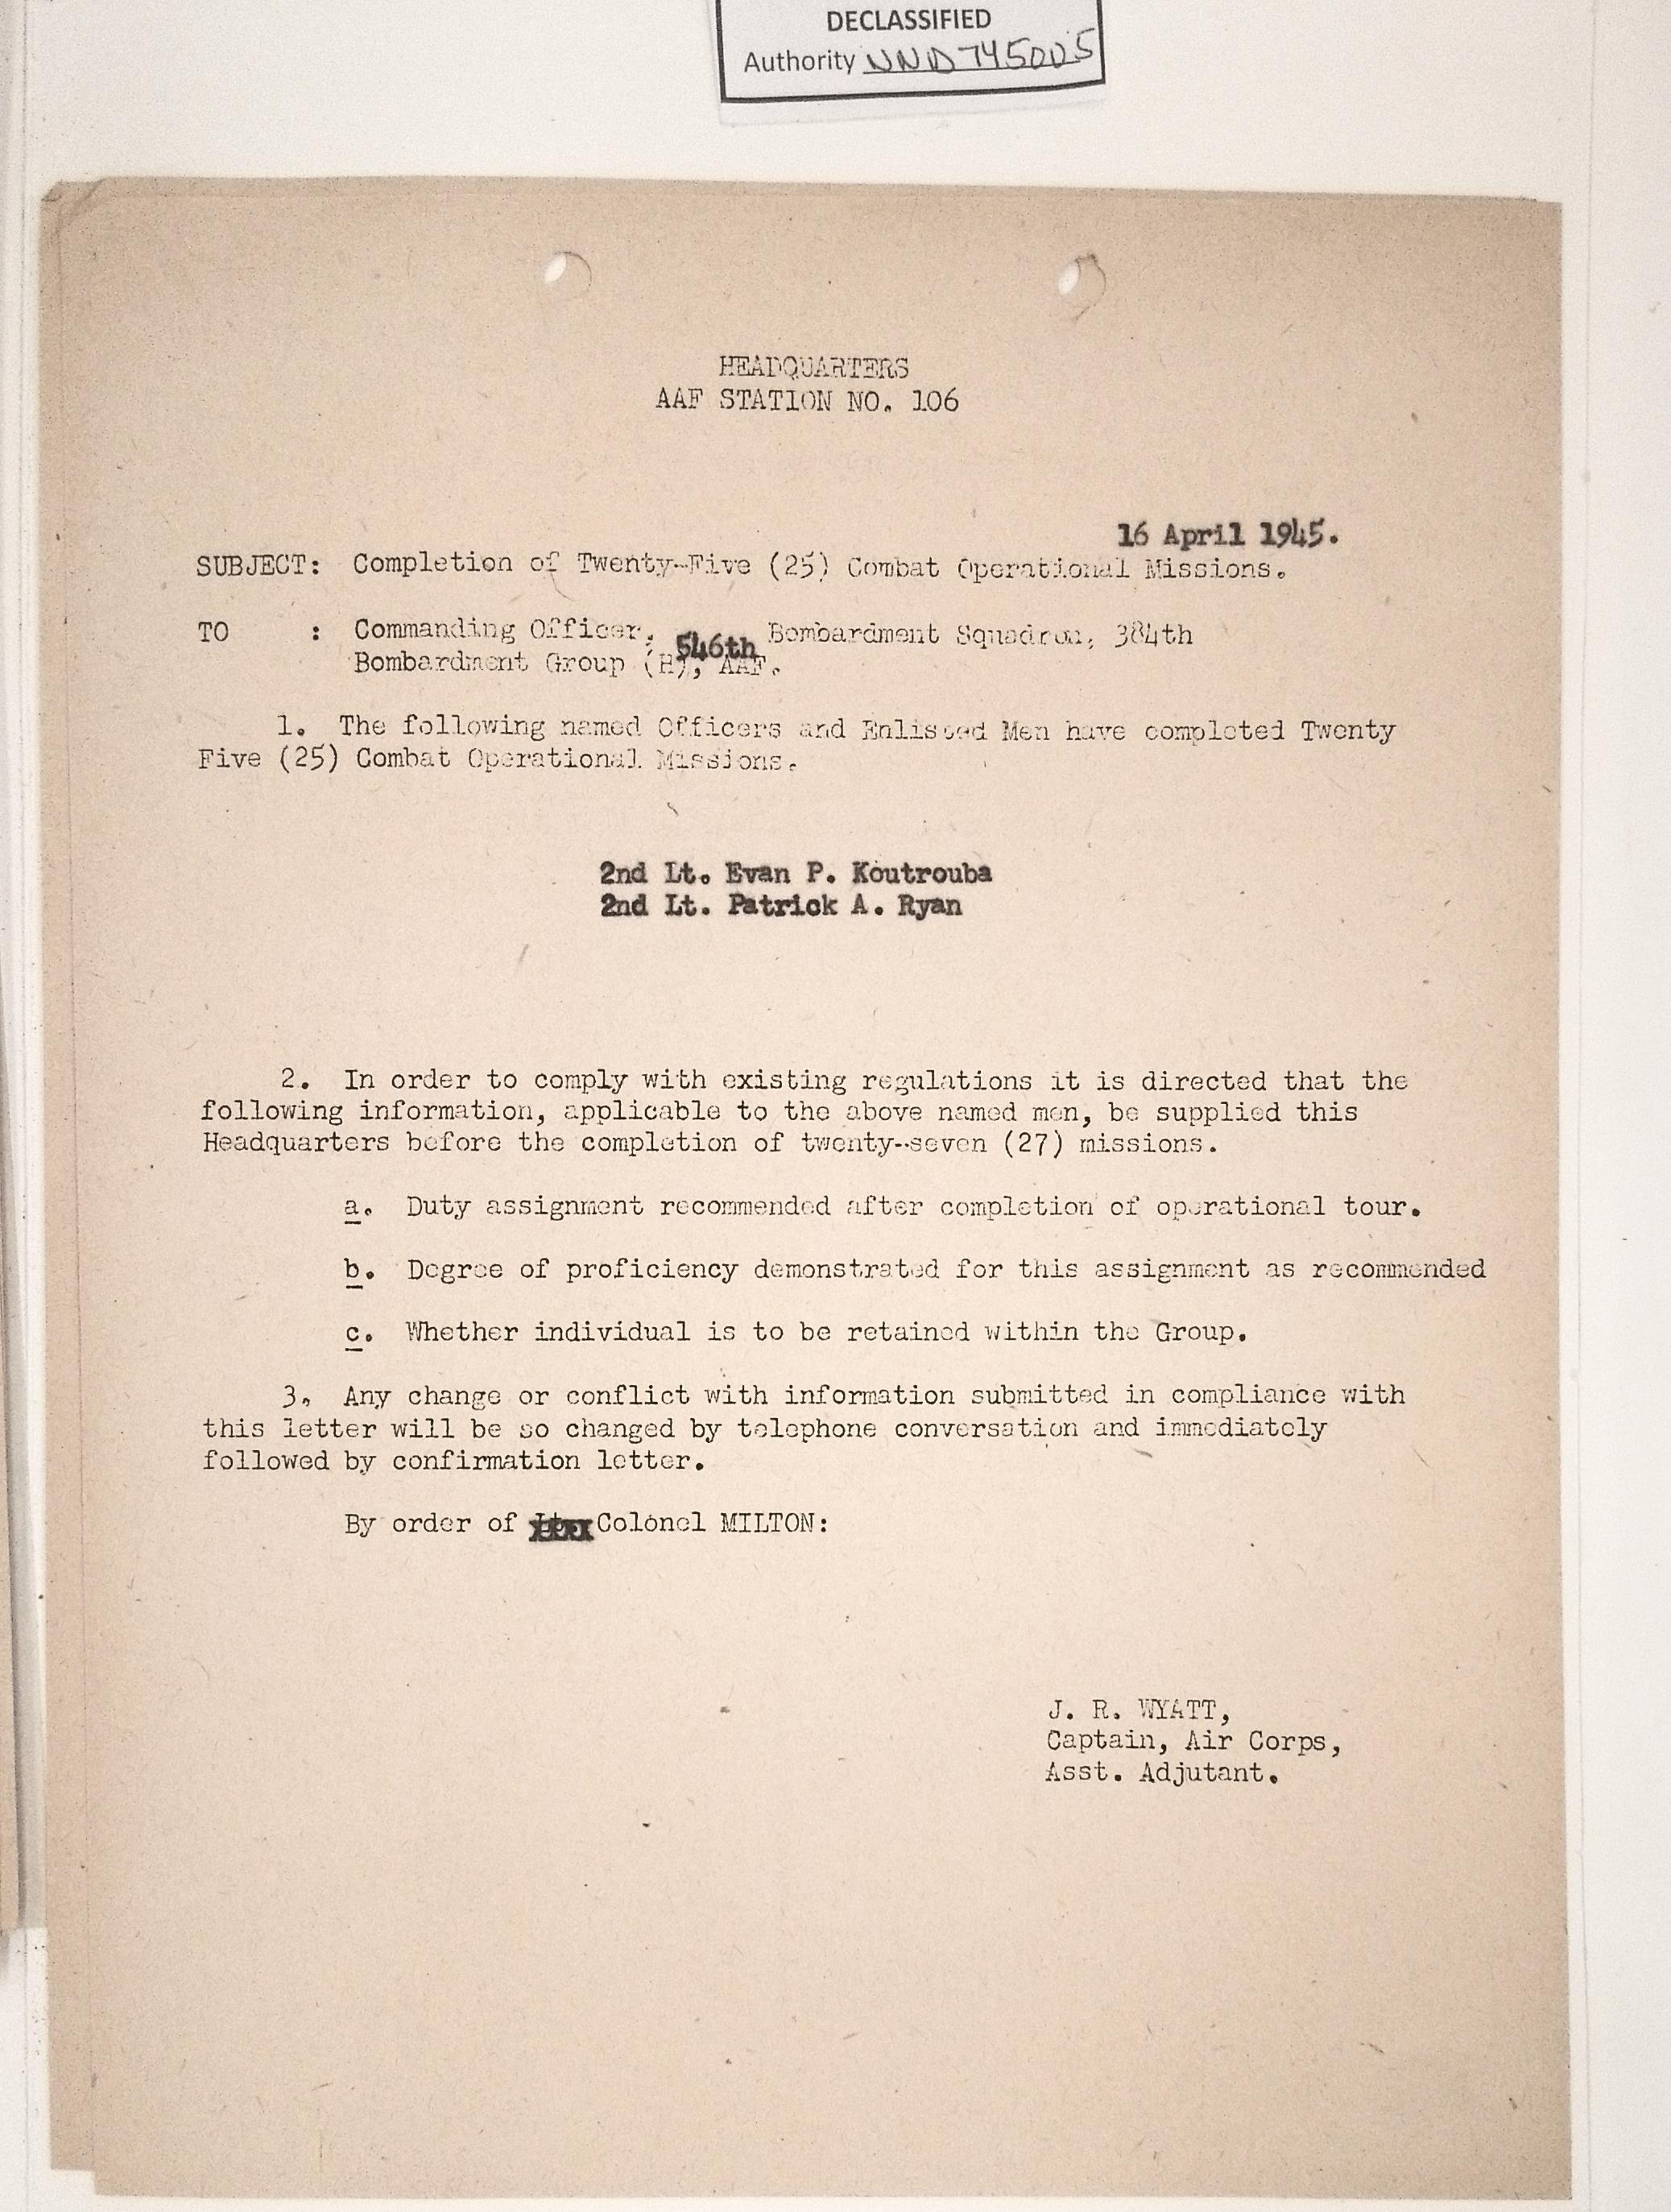 DECLASSIFIED
Authority NND 745005
HEADQUARTERS
AAF STATION NO. 106
16 April 1945.
SUBJECT: Completion of Twenty-Five (25) Combat Operational Missions.
TO : Commanding Officer, 546th Bombardment Squadron, 384th
Bombardment Group (H), AAF.
1. The following named Officers and Enlisted Men have completed Twenty
Five (25) Combat Operational Missions.
2nd Lt. Evan P. Koutrouba
2nd Lt. Patrick A. Ryan
2. In order to comply with existing regulations it is directed that the
following information, applicable to the above named men, be supplied this
Headquarters before the completion of twenty-seven (27) missions.
a. Duty assignment recommended after completion of operational tour.
b. Degree of proficiency demonstrated for this assignment as recommended
c. Whether individual is to be retained within the Group.
3. Any change or conflict with information submitted in compliance with
this letter will be so changed by telephone conversation and immediately
followed by confirmation letter.
By order of Colonel MILTON:
J. R. WYATT,
Captain, Air Corps,
Asst. Adjutant.